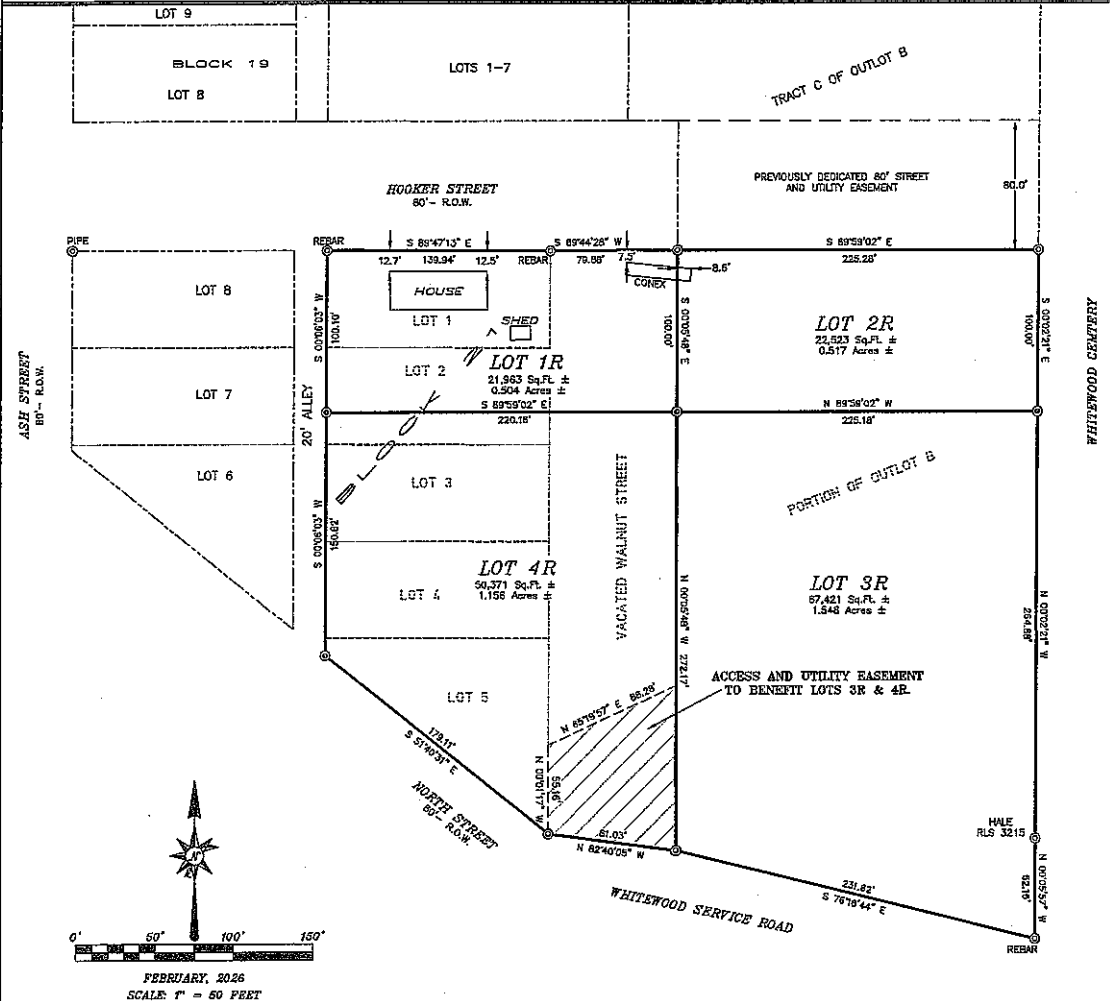 LOT 9
BLOCK 19
LOT 8
LOTS 1-7
TRACT C OF OUTLOT B
HOOKER STREET
80'- R.O.W.
PREVIOUSLY DEDICATED 80' STREET
AND UTILITY EASEMENT
80.0'
PIPE
REBAR
S 89°47'13" E
139.94'
12.7'
12.5'
REBAR
S 89°44'28" W
79.88'
7.5'
8.6'
CONEX
S 89°59'02" E
225.28'
HOUSE
LOT 1
SHED
LOT 8
LOT 7
LOT 6
ASH STREET
80'- R.O.W.
20' ALLEY
S 00°06'03" W
100.10'
LOT 2
LOT 1R
21,963 Sq.Ft. ±
0.504 Acres ±
S 89°59'02" E
220.18'
S 00°05'48" E
100.00'
LOT 2R
22,523 Sq.Ft. ±
0.517 Acres ±
S 00°02'21" E
100.00'
WHITEWOOD CEMTERY
N 89°59'02" W
225.18'
LOT 3
S 00°06'03" W
150.82'
VACATED WALNUT STREET
PORTION OF OUTLOT B
LOT 4R
50,371 Sq.Ft. ±
1.156 Acres ±
LOT 4
LOT 3R
67,421 Sq.Ft. ±
1.548 Acres ±
N 00°05'48" W
272.17'
N 00°02'21" W
264.88'
ACCESS AND UTILITY EASEMENT
TO BENEFIT LOTS 3R & 4R
LOT 5
N 65°19'57" E 88.28'
179.11'
S 51°40'31" E
N 00°01'17" W
55.16'
NORTH STREET
80'- R.O.W.
81.03'
N 82°40'05" W
HALE
RLS 3215
N 00°05'57" W
62.16'
231.82'
S 76°18'44" E
WHITEWOOD SERVICE ROAD
REBAR
N
0' 50' 100' 150'
FEBRUARY, 2026
SCALE: 1" = 50 FEET